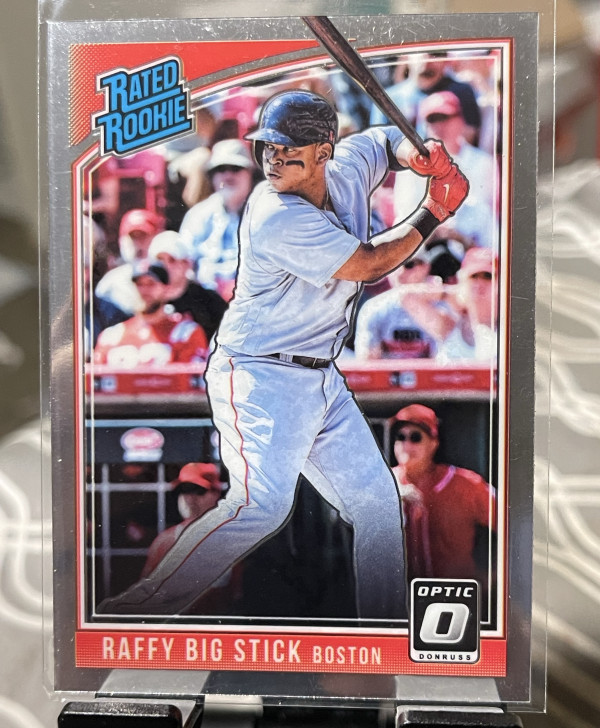 RATED
ROOKIE
OPTIC
O
DONRUSS
RAFFY BIG STICK BOSTON